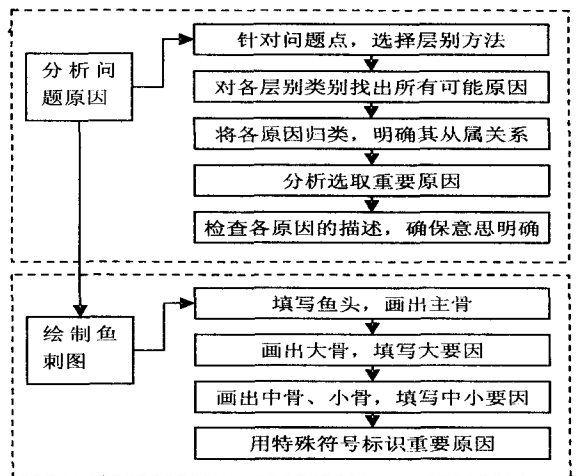 分析问
题原因
针对问题点，选择层别方法
对各层别类别找出所有可能原因
将各原因归类，明确其从属关系
分析选取重要原因
检查各原因的描述，确保意思明确
绘制鱼
刺图
填写鱼头，画出主骨
画出大骨，填写大要因
画出中骨、小骨，填写中小要因
用特殊符号标识重要原因